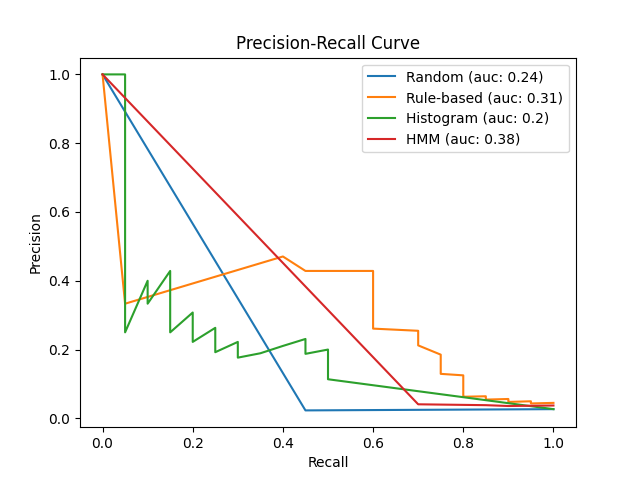 Precision-Recall Curve
Random (auc: 0.24)
Rule-based (auc: 0.31)
Histogram (auc: 0.2)
HMM (auc: 0.38)
Precision
1.0
0.8
0.6
0.4
0.2
0.0
0.0 0.2 0.4 0.6 0.8 1.0
Recall